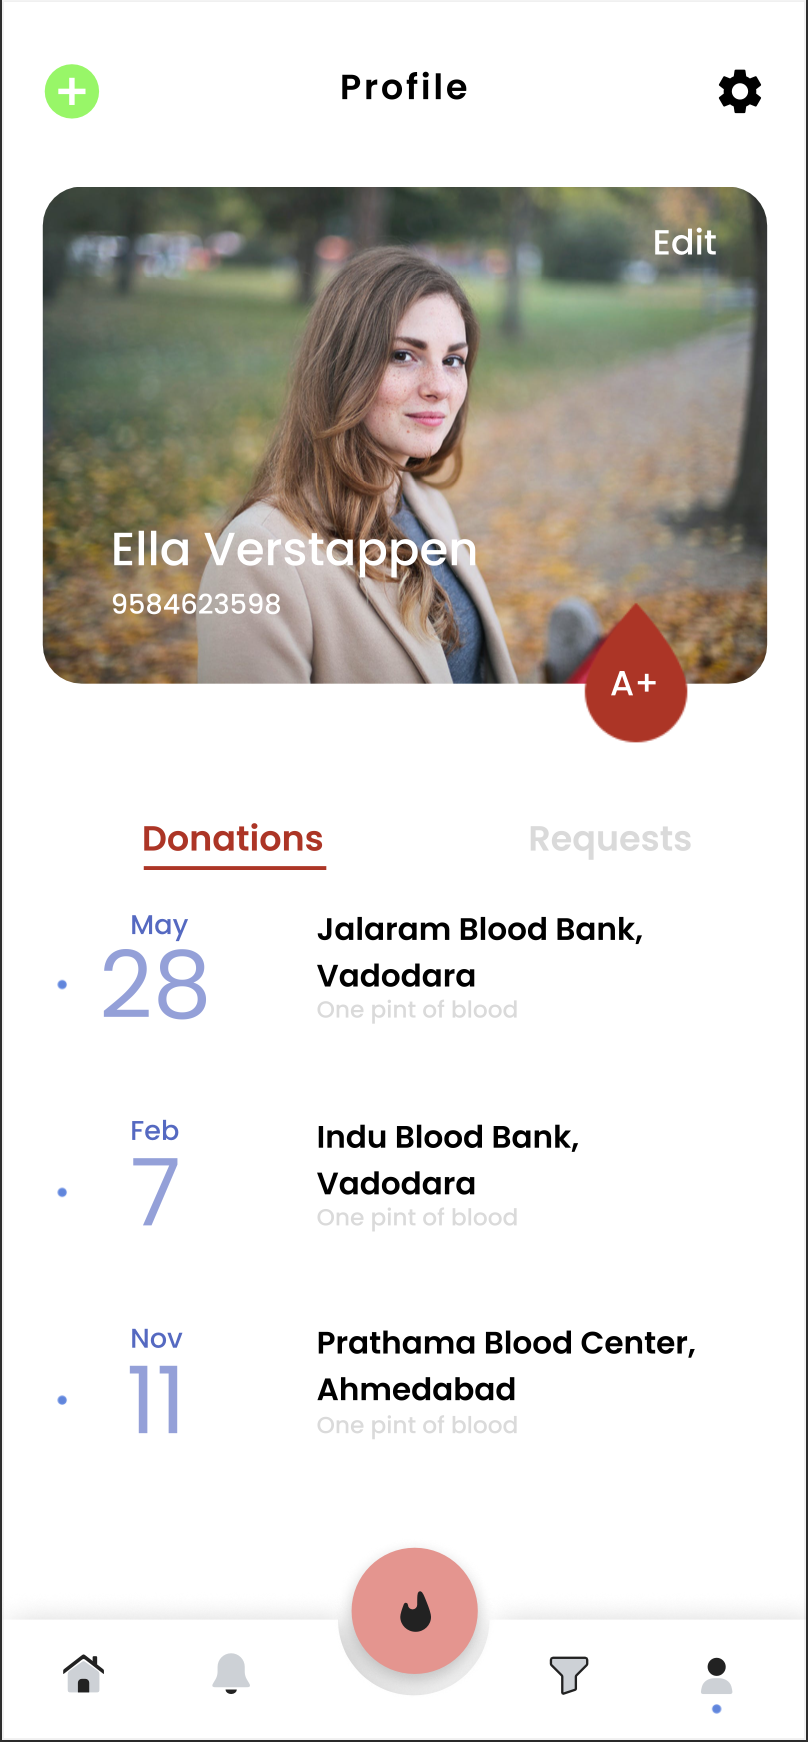 Profile
Edit
Ella Verstappen
9584623598
A+
Donations
Requests
May
28
Jalaram Blood Bank,
Vadodara
One pint of blood
Feb
7
Indu Blood Bank,
Vadodara
One pint of blood
Nov
11
Prathama Blood Center,
Ahmedabad
One pint of blood